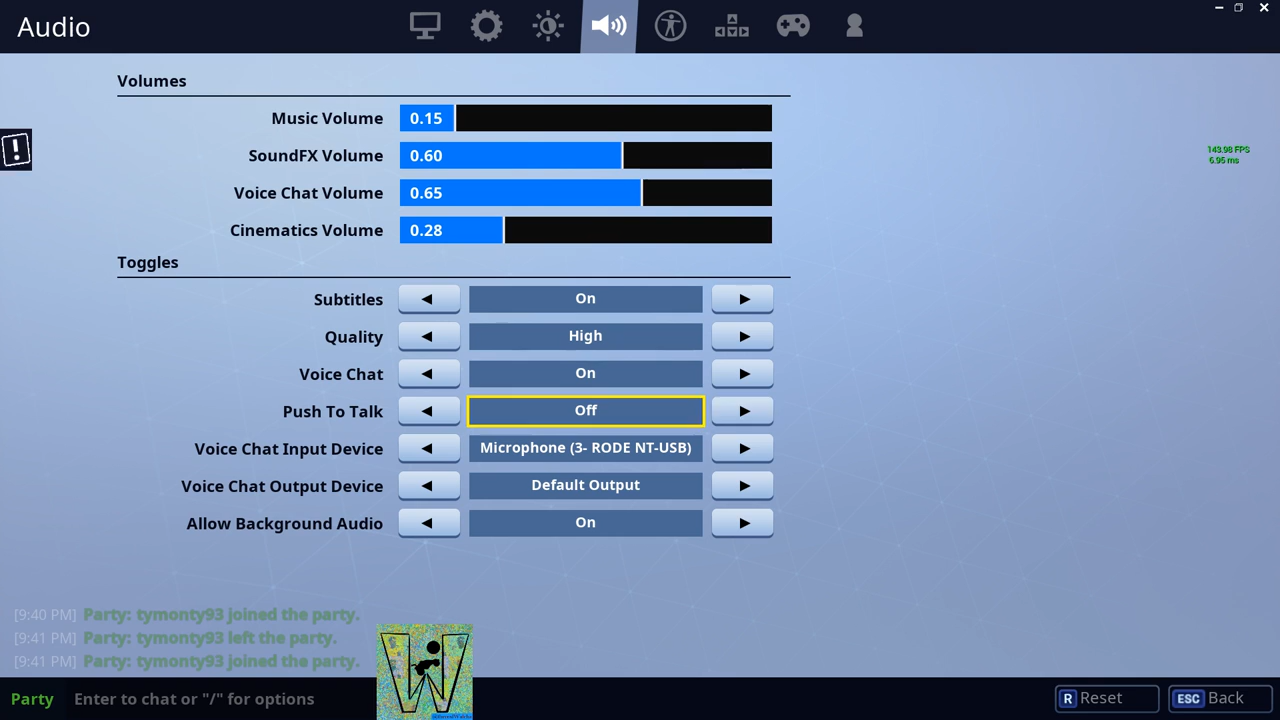 Audio
Volumes
Music Volume 0.15
SoundFX Volume 0.60
Voice Chat Volume 0.65
Cinematics Volume 0.28
143.98 FPS
6.95 ms
Toggles
Subtitles On
Quality High
Voice Chat On
Push To Talk Off
Voice Chat Input Device Microphone (3- RODE NT-USB)
Voice Chat Output Device Default Output
Allow Background Audio On
[9:40 PM] Party: tymonty93 joined the party.
[9:41 PM] Party: tymonty93 left the party.
[9:41 PM] Party: tymonty93 joined the party.
Party Enter to chat or "/" for options
R Reset
ESC Back